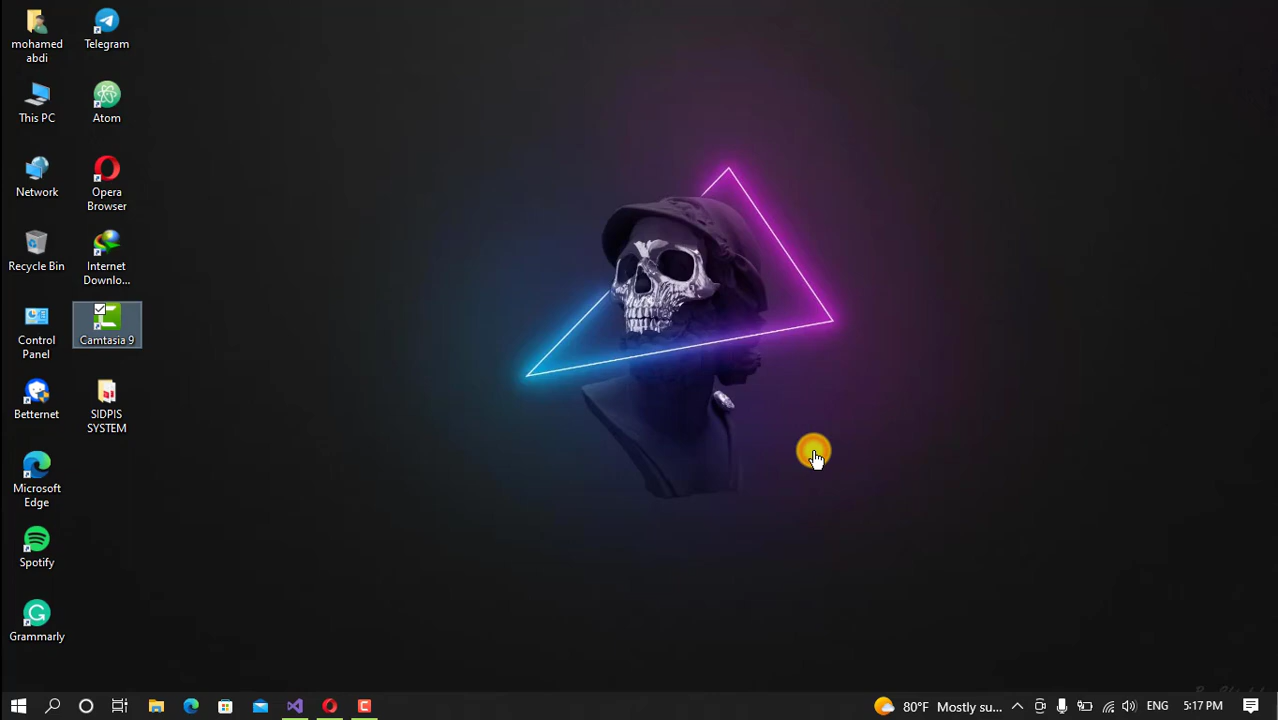 mohamed
abdi
Telegram
This PC
Atom
Network
Opera
Browser
Recycle Bin
Internet
Downlo...
Control
Panel
Camtasia 9
Betternet
SIDPIS
SYSTEM
Microsoft
Edge
Spotify
Grammarly
80°F Mostly su...
ENG
5:17 PM